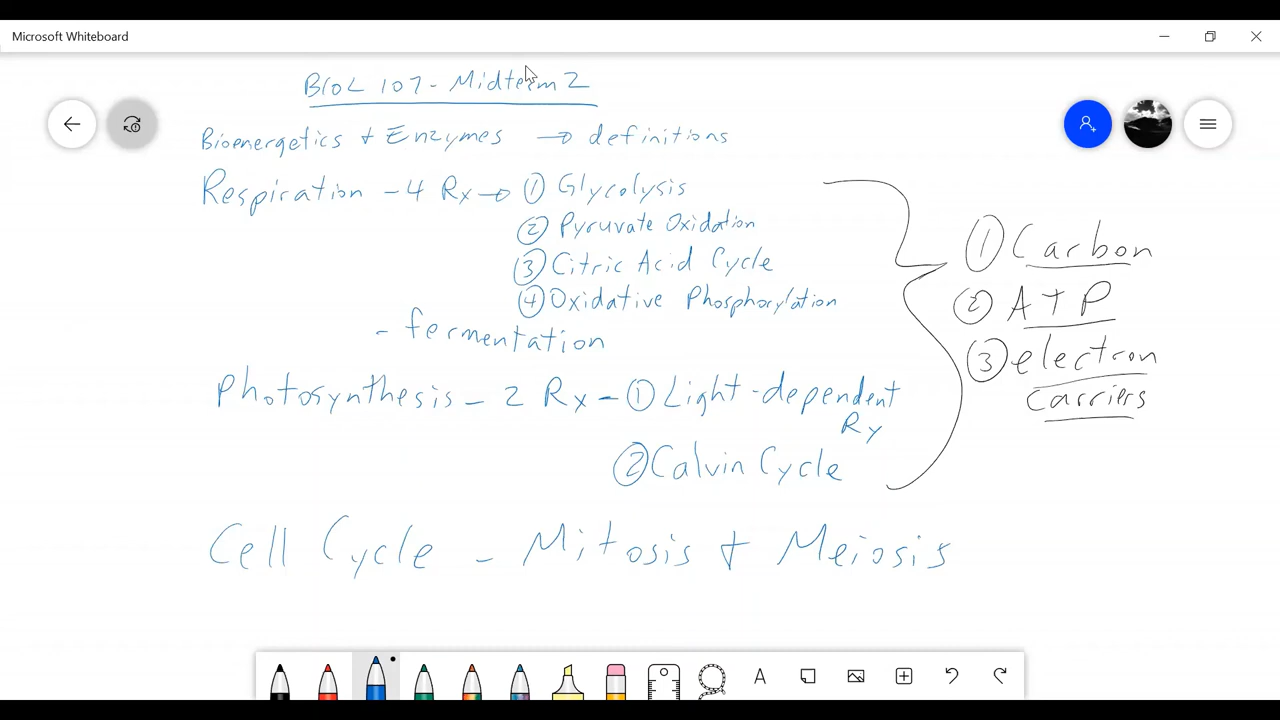 Microsoft Whiteboard
BIOL 107 - Midterm 2
Bioenergetics + Enzymes → definitions
Respiration - 4 Rx → ① Glycolysis
② Pyruvate Oxidation
③ Citric Acid Cycle
④ Oxidative Phosphorylation
- fermentation
Photosynthesis - 2 Rx - ① Light-dependent
Rx
② Calvin Cycle
① Carbon
② ATP
③ electron
carriers
Cell Cycle - Mitosis + Meiosis
A